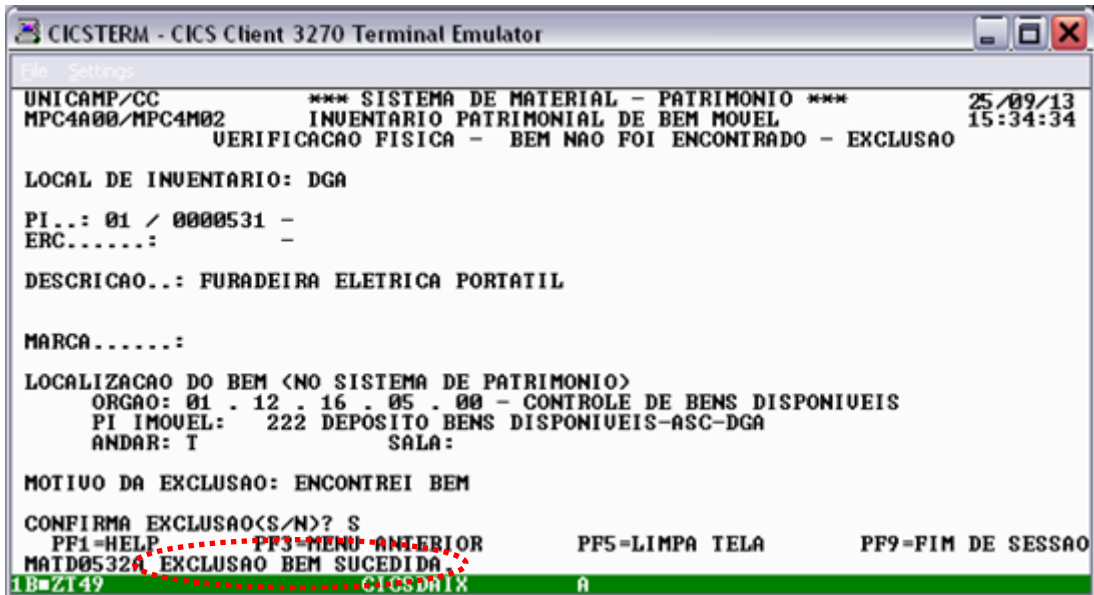 CICSTERM - CICS Client 3270 Terminal Emulator
File Settings
UNICAMP/CC *** SISTEMA DE MATERIAL - PATRIMONIO *** 25/09/13
MPC4A00/MPC4M02 INVENTARIO PATRIMONIAL DE BEM MOVEL 15:34:34
VERIFICACAO FISICA - BEM NAO FOI ENCONTRADO - EXCLUSAO
LOCAL DE INVENTARIO: DGA
PI..: 01 / 0000531 -
ERC......: -
DESCRICAO..: FURADEIRA ELETRICA PORTATIL
MARCA......:
LOCALIZACAO DO BEM (NO SISTEMA DE PATRIMONIO)
ORGAO: 01 . 12 . 16 . 05 . 00 - CONTROLE DE BENS DISPONIVEIS
PI IMOVEL: 222 DEPOSITO BENS DISPONIVEIS-ASC-DGA
ANDAR: T SALA:
MOTIVO DA EXCLUSAO: ENCONTREI BEM
CONFIRMA EXCLUSAO(S/N)? S
PF1=HELP PF3=MENU ANTERIOR PF5=LIMPA TELA PF9=FIM DE SESSAO
MATD0532A EXCLUSAO BEM SUCEDIDA.
1B■ZT49 CICSDAIX A